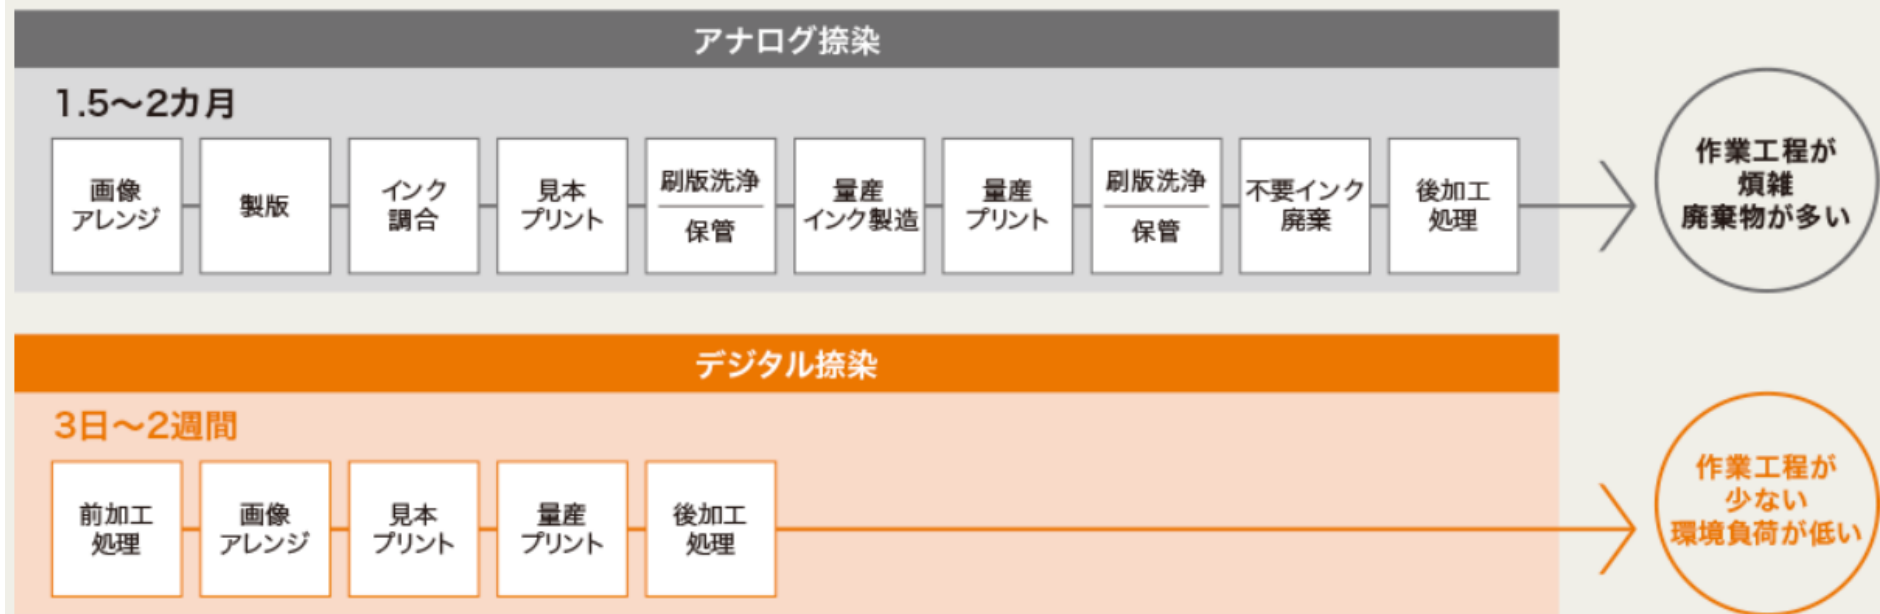 アナログ捺染
1.5〜2カ月
画像
アレンジ
製版
インク
調合
見本
プリント
刷版洗浄
保管
量産
インク製造
量産
プリント
刷版洗浄
保管
不要インク
廃棄
後加工
処理
作業工程が
煩雑
廃棄物が多い
デジタル捺染
3日〜2週間
前加工
処理
画像
アレンジ
見本
プリント
量産
プリント
後加工
処理
作業工程が
少ない
環境負荷が低い